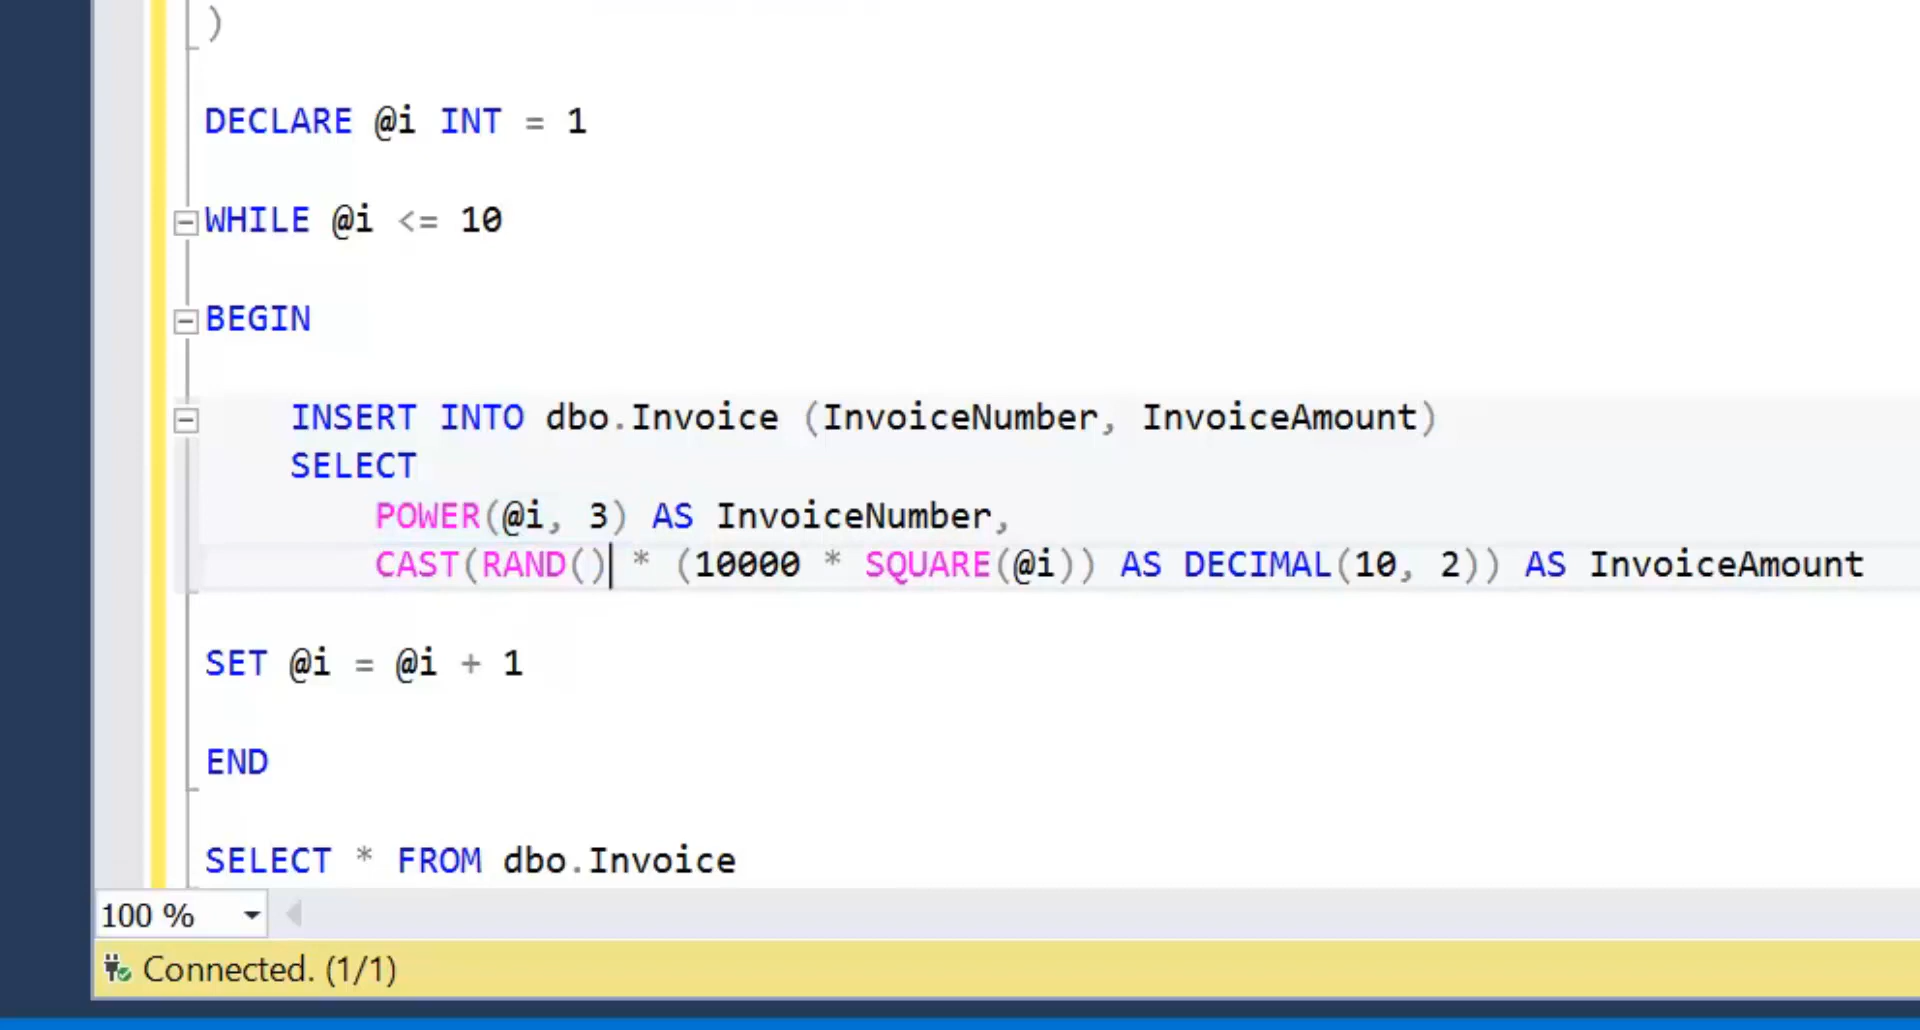 )
DECLARE @i INT = 1
WHILE @i <= 10
BEGIN
INSERT INTO dbo.Invoice (InvoiceNumber, InvoiceAmount)
SELECT
POWER(@i, 3) AS InvoiceNumber,
CAST(RAND() * (10000 * SQUARE(@i)) AS DECIMAL(10, 2)) AS InvoiceAmount
SET @i = @i + 1
END
SELECT * FROM dbo.Invoice
100 %
Connected. (1/1)